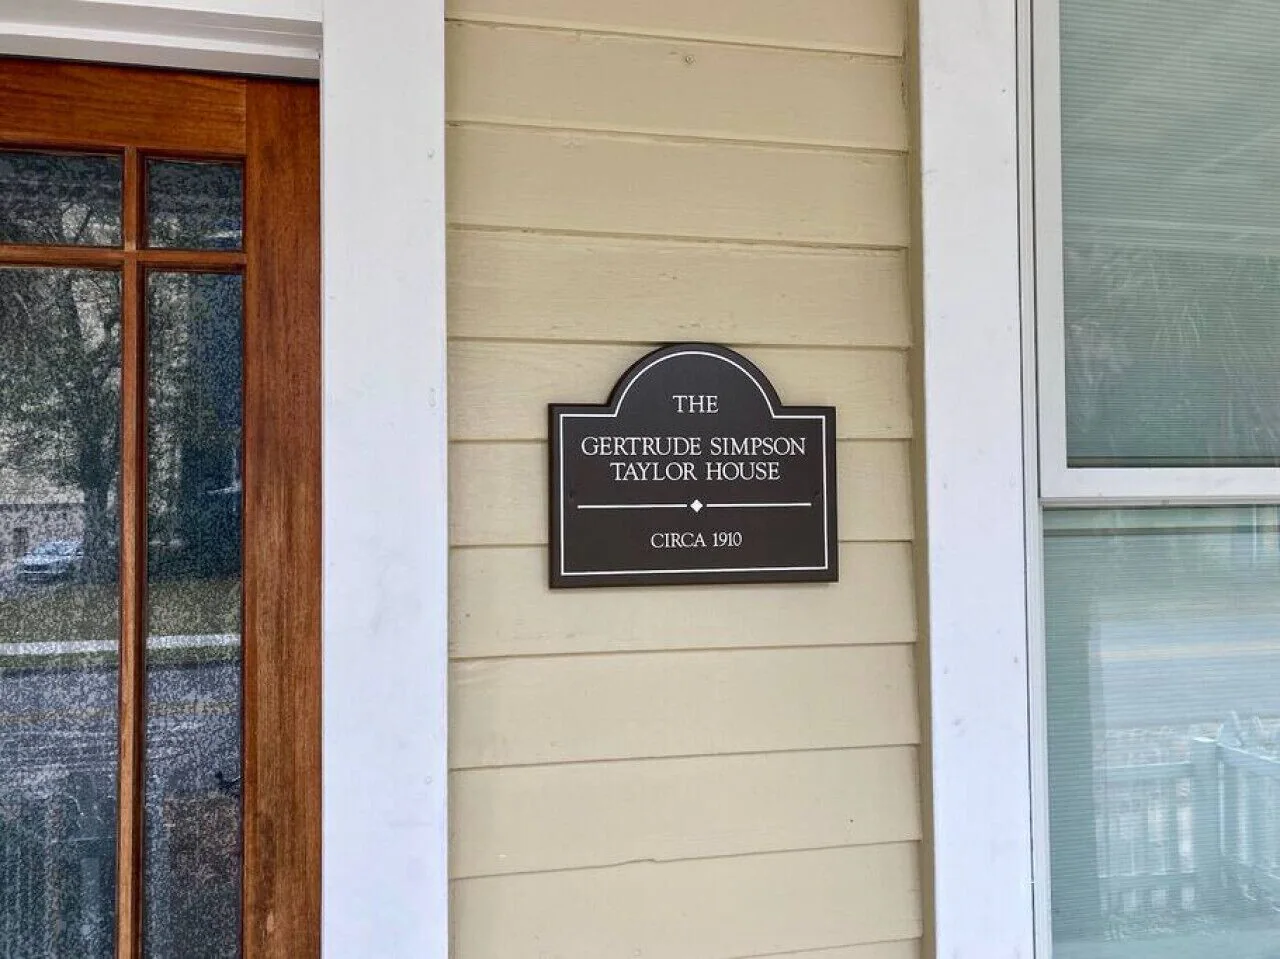 THE
GERTRUDE SIMPSON
TAYLOR HOUSE
CIRCA 1910